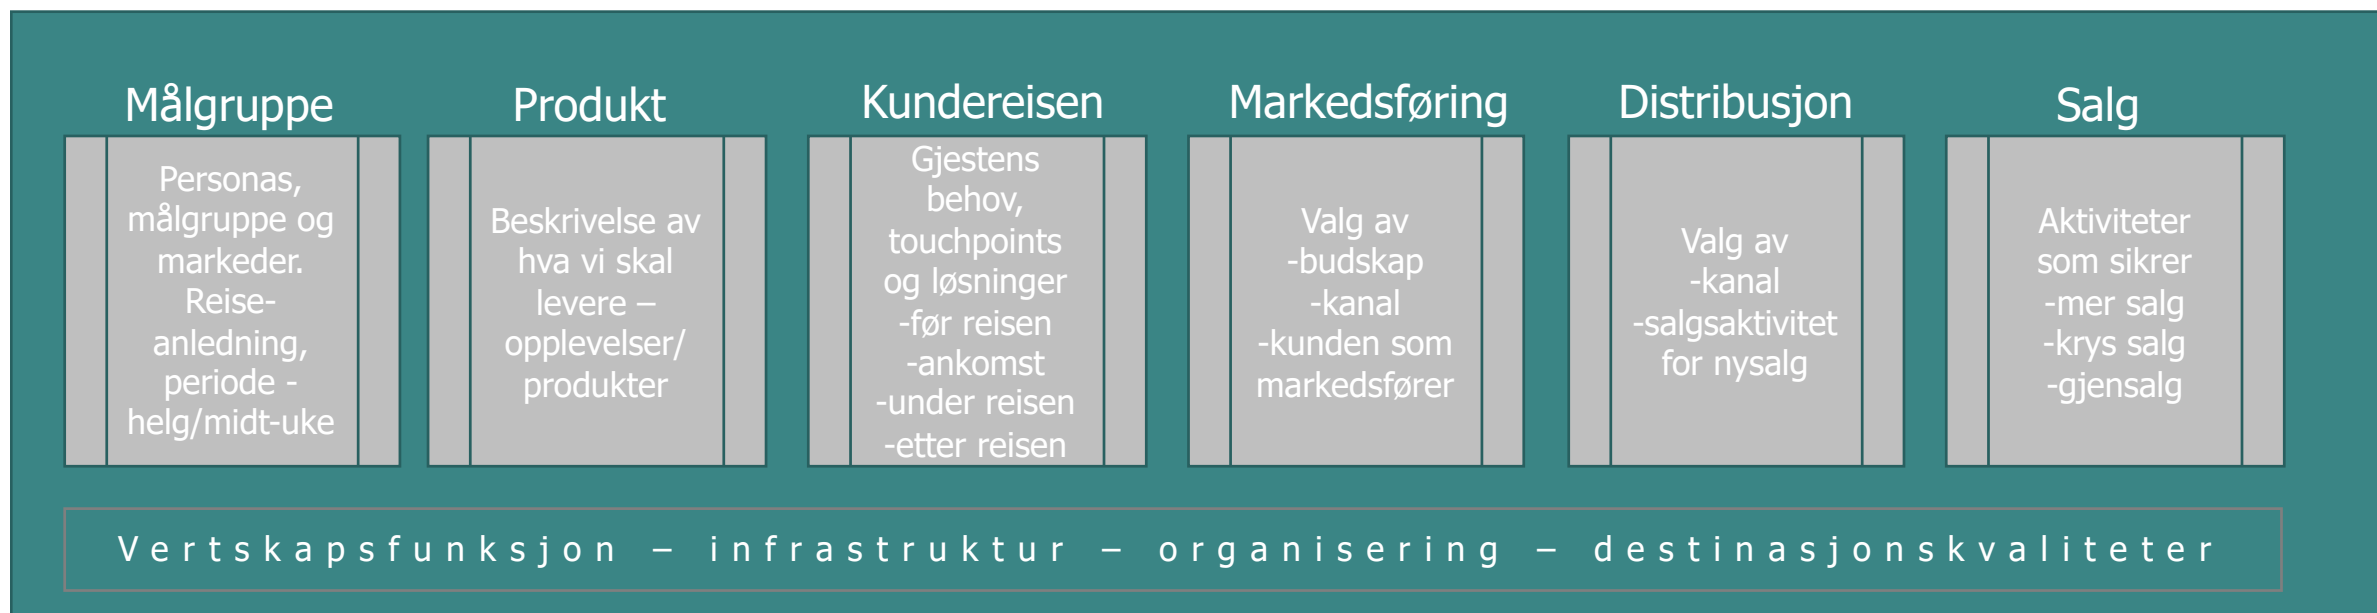 Målgruppe
Personas,
målgruppe og
markeder.
Reise-
anledning,
periode -
helg/midt-uke
Produkt
Beskrivelse av
hva vi skal
levere –
opplevelser/
produkter
Kundereisen
Gjestens
behov,
touchpoints
og løsninger
-før reisen
-ankomst
-under reisen
-etter reisen
Markedsføring
Valg av
-budskap
-kanal
-kunden som
markedsfører
Distribusjon
Valg av
-kanal
-salgsaktivitet
for nysalg
Salg
Aktiviteter
som sikrer
-mer salg
-krys salg
-gjensalg
Vertskapsfunksjon – infrastruktur – organisering – destinasjonskvaliteter